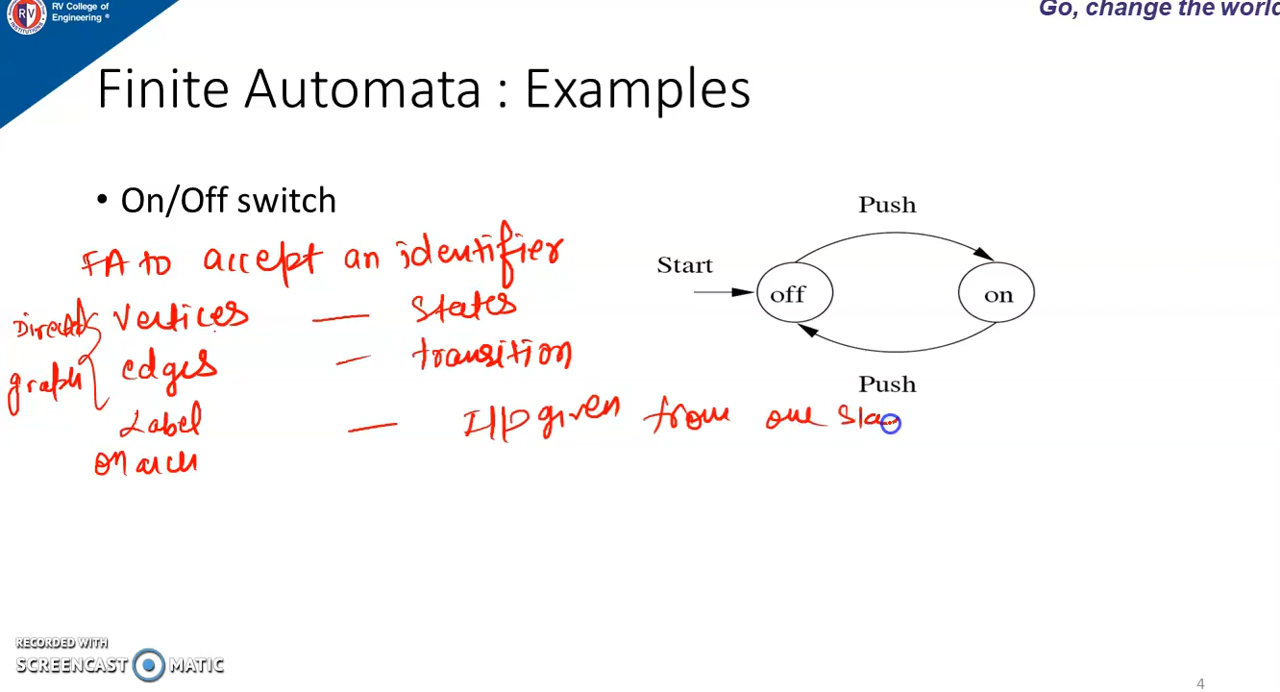 RV College of
Engineering ®
Go, change the world
Finite Automata : Examples
• On/Off switch
FA to accept an identifier
Directed graph
vertices — states
edges — transition
Label on arcs — I/P given from one sta
Push
Start
off
on
Push
RECORDED WITH
SCREENCAST MATIC
4